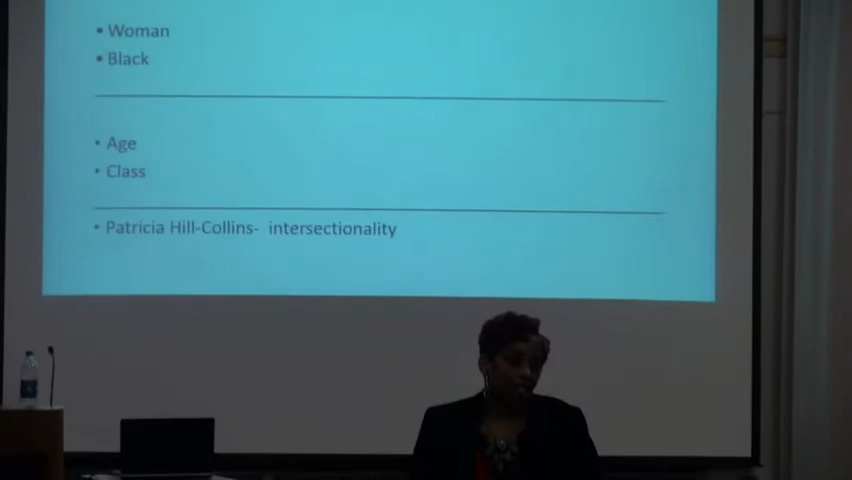 • Woman
• Black
• Age
• Class
• Patricia Hill-Collins- intersectionality